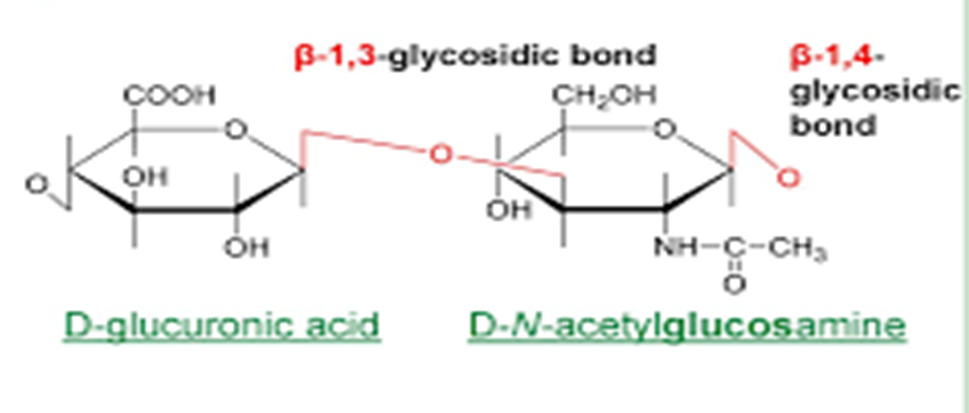 β-1,3-glycosidic bond
β-1,4-
glycosidic
bond
COOH
CH₂OH
O
O
O
O
OH
O
OH
OH
NH-C-CH₃
O
D-glucuronic acid
D-N-acetylglucosamine